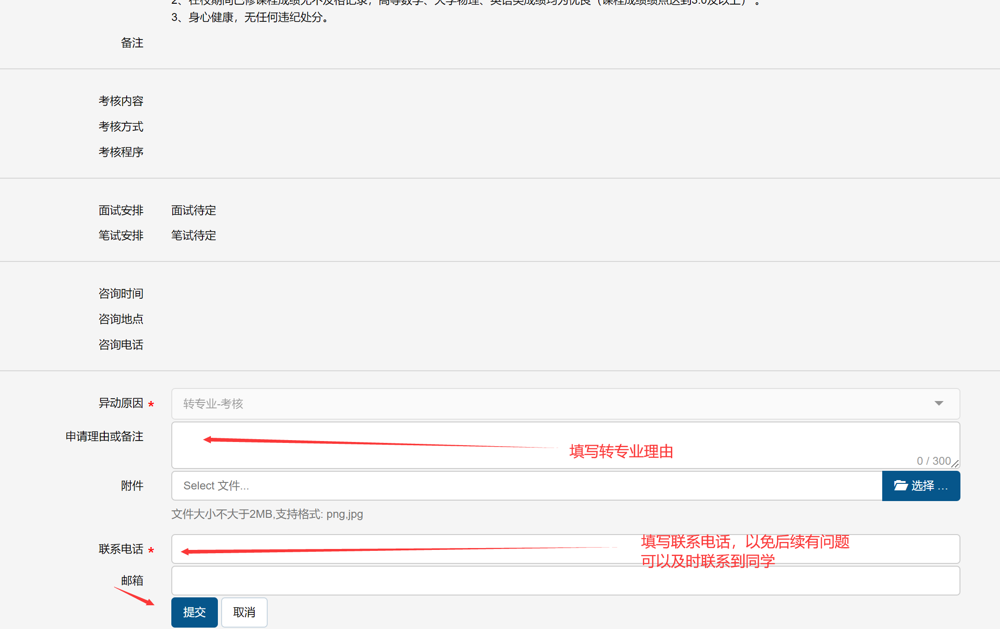 2、在校期间已修课程成绩无不及格记录，高等数学、大学物理、英语类成绩均为优良（课程成绩绩点达到3.0及以上）。
3、身心健康，无任何违纪处分。
备注
考核内容
考核方式
考核程序
面试安排 面试待定
笔试安排 笔试待定
咨询时间
咨询地点
咨询电话
异动原因 * 转专业-考核
申请理由或备注
填写转专业理由
0 / 300
附件 Select 文件... 选择 ...
文件大小不大于2MB,支持格式: png,jpg
联系电话 *
填写联系电话，以免后续有问题
可以及时联系到同学
邮箱
提交 取消